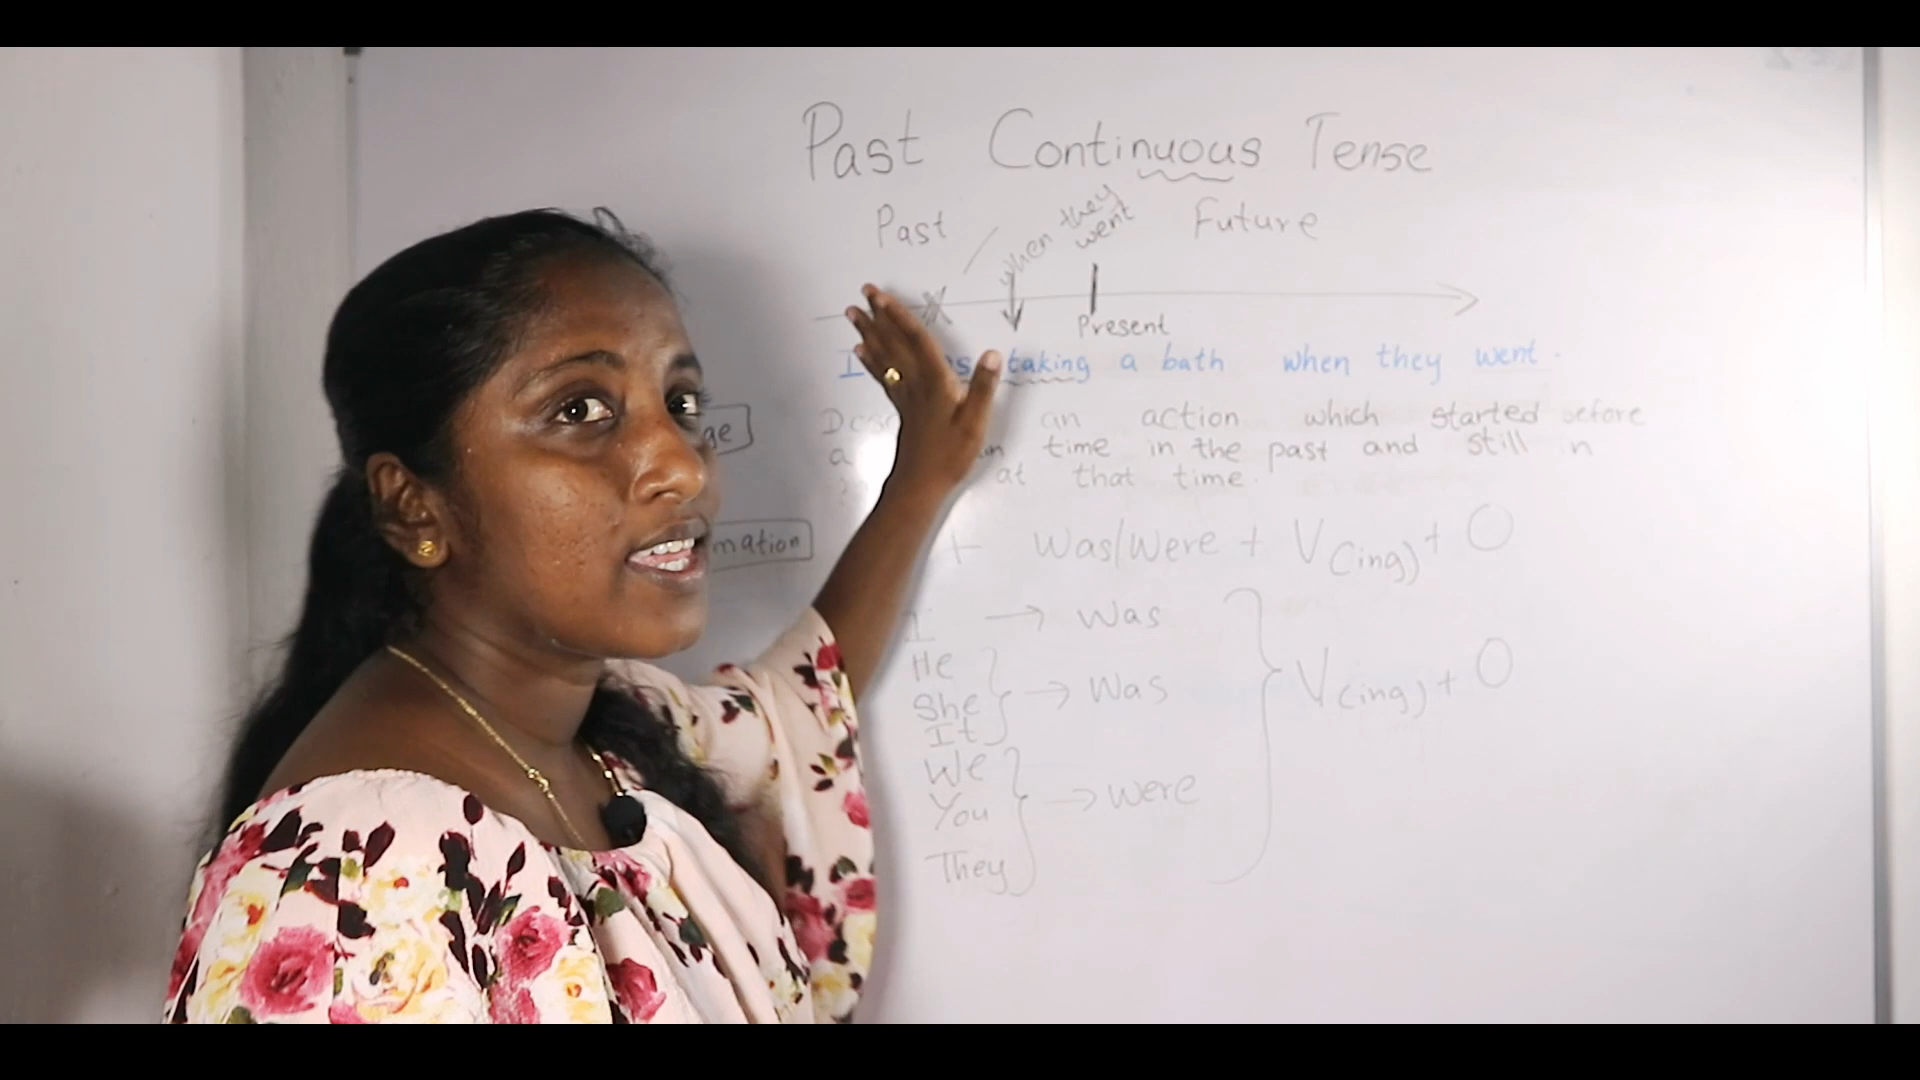 Past Continuous Tense
Past when they went Future
Present
I taking a bath when they went.
an action which started before
a time in the past and still in
at that time.
+ Was/Were + V(ing) + O
I → Was
He
She → Was V(ing) + O
It
We
You → were
They